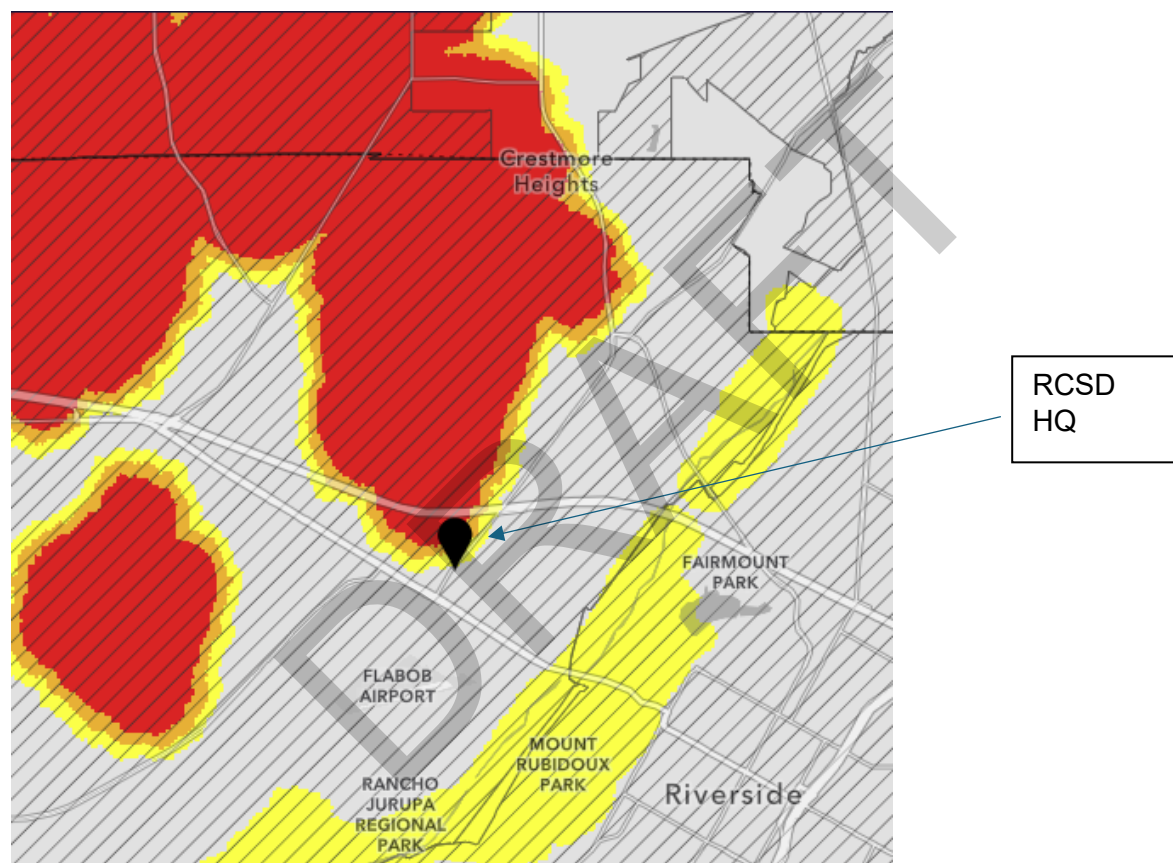 Crestmore
Heights
RCSD
HQ
FAIRMOUNT
PARK
FLABOB
AIRPORT
MOUNT
RUBIDOUX
PARK
RANCHO
JURUPA
REGIONAL
PARK
Riverside
DRAFT